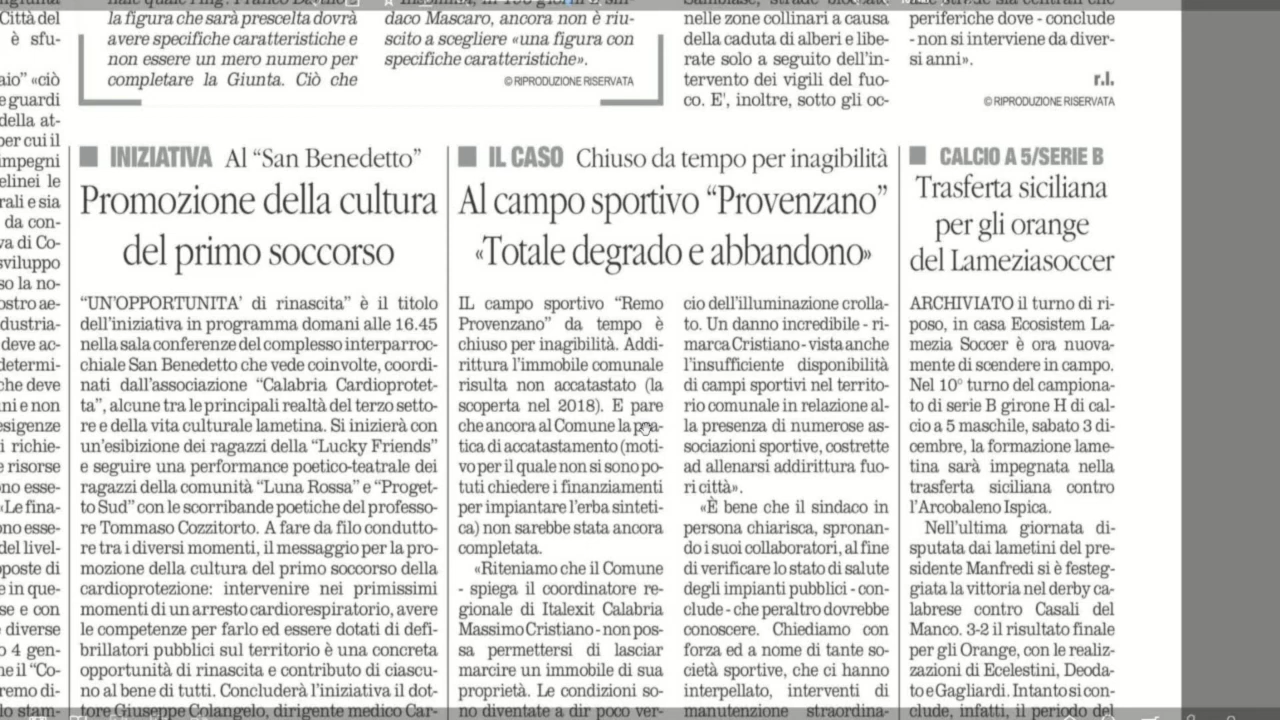 Città del
è sfu-
aio” «ciò
e guardi
della at-
per cui il
impegni
elinei le
rali e sia
da con-
va di Co-
sviluppo
so la no-
ostro ae-
dustria-
deve ac-
determi-
che deve
ni e non
esigenze
i richie-
e risorse
ono esse-
«Le fina-
ono esse-
del livel-
poste di
e in que-
se e con
diverse
o 4 gen-
ne il “Co-
remo di-
lo stam-
la figura che sarà prescelta dovrà
avere specifiche caratteristiche e
non essere un mero numero per
completare la Giunta. Ciò che
daco Mascaro, ancora non è riu-
scito a scegliere «una figura con
specifiche caratteristiche».
© RIPRODUZIONE RISERVATA
nelle zone collinari a causa
della caduta di alberi e libe-
rate solo a seguito dell'in-
tervento dei vigili del fuo-
co. E', inoltre, sotto gli oc-
periferiche dove - conclude
- non si interviene da diver-
si anni».
r.l.
© RIPRODUZIONE RISERVATA
INIZIATIVA Al “San Benedetto”
Promozione della cultura
del primo soccorso
“UN'OPPORTUNITA' di rinascita” è il titolo
dell'iniziativa in programma domani alle 16.45
nella sala conferenze del complesso interparroc-
chiale San Benedetto che vede coinvolte, coordi-
nati dall'associazione “Calabria Cardioprotet-
ta”, alcune tra le principali realtà del terzo setto-
re e della vita culturale lametina. Si inizierà con
un'esibizione dei ragazzi della “Lucky Friends”
e seguire una performance poetico-teatrale dei
ragazzi della comunità “Luna Rossa” e “Proget-
to Sud” con le scorribande poetiche del professo-
re Tommaso Cozzitorto. A fare da filo condutto-
re tra i diversi momenti, il messaggio per la pro-
mozione della cultura del primo soccorso della
cardioprotezione: intervenire nei primissimi
momenti di un arresto cardiorespiratorio, avere
le competenze per farlo ed essere dotati di defi-
brillatori pubblici sul territorio è una concreta
opportunità di rinascita e contributo di ciascu-
no al bene di tutti. Concluderà l'iniziativa il dot-
tore Giuseppe Colangelo, dirigente medico Car-
IL CASO Chiuso da tempo per inagibilità
Al campo sportivo “Provenzano”
«Totale degrado e abbandono»
IL campo sportivo “Remo
Provenzano” da tempo è
chiuso per inagibilità. Addi-
rittura l'immobile comunale
risulta non accatastato (la
scoperta nel 2018). E pare
che ancora al Comune la pra-
tica di accatastamento (moti-
vo per il quale non si sono po-
tuti chiedere i finanziamenti
per impiantare l'erba sinteti-
ca) non sarebbe stata ancora
completata.
«Riteniamo che il Comune
- spiega il coordinatore re-
gionale di Italexit Calabria
Massimo Cristiano - non pos-
sa permettersi di lasciar
marcire un immobile di sua
proprietà. Le condizioni so-
no diventate a dir poco ver-
cio dell'illuminazione crolla-
to. Un danno incredibile - ri-
marca Cristiano - vista anche
l'insufficiente disponibilità
di campi sportivi nel territo-
rio comunale in relazione al-
la presenza di numerose as-
sociazioni sportive, costrette
ad allenarsi addirittura fuo-
ri città».
«È bene che il sindaco in
persona chiarisca, spronan-
do i suoi collaboratori, al fine
di verificare lo stato di salute
degli impianti pubblici - con-
clude - che peraltro dovrebbe
conoscere. Chiediamo con
forza ed a nome di tante so-
cietà sportive, che ci hanno
interpellato, interventi di
manutenzione straordina-
CALCIO A 5/SERIE B
Trasferta siciliana
per gli orange
del Lameziasoccer
ARCHIVIATO il turno di ri-
poso, in casa Ecosistem La-
mezia Soccer è ora nuova-
mente di scendere in campo.
Nel 10° turno del campiona-
to di serie B girone H di cal-
cio a 5 maschile, sabato 3 di-
cembre, la formazione lame-
tina sarà impegnata nella
trasferta siciliana contro
l'Arcobaleno Ispica.
Nell'ultima giornata di-
sputata dai lametini del pre-
sidente Manfredi si è festeg-
giata la vittoria nel derby ca-
labrese contro Casali del
Manco. 3-2 il risultato finale
per gli Orange, con le realiz-
zazioni di Ecelestini, Deoda-
to e Gagliardi. Intanto si con-
clude, infatti, il periodo del